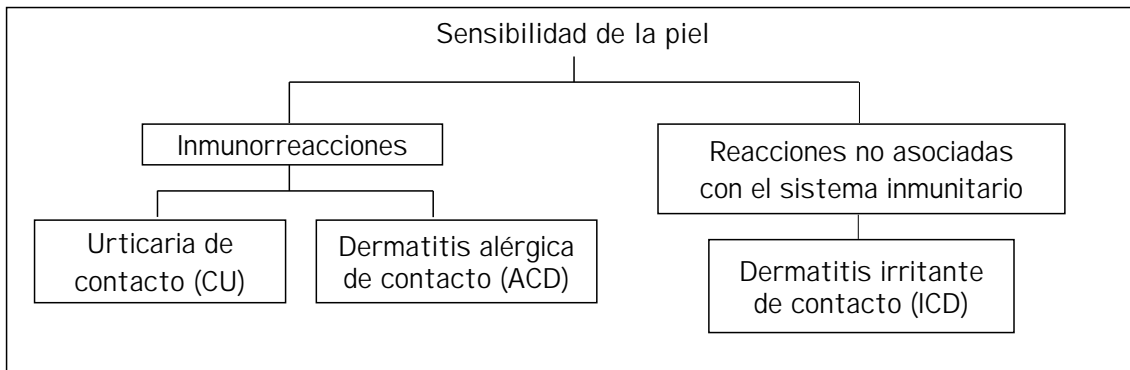 Sensibilidad de la piel
Inmunorreacciones
Reacciones no asociadas
con el sistema inmunitario
Urticaria de
contacto (CU)
Dermatitis alérgica
de contacto (ACD)
Dermatitis irritante
de contacto (ICD)